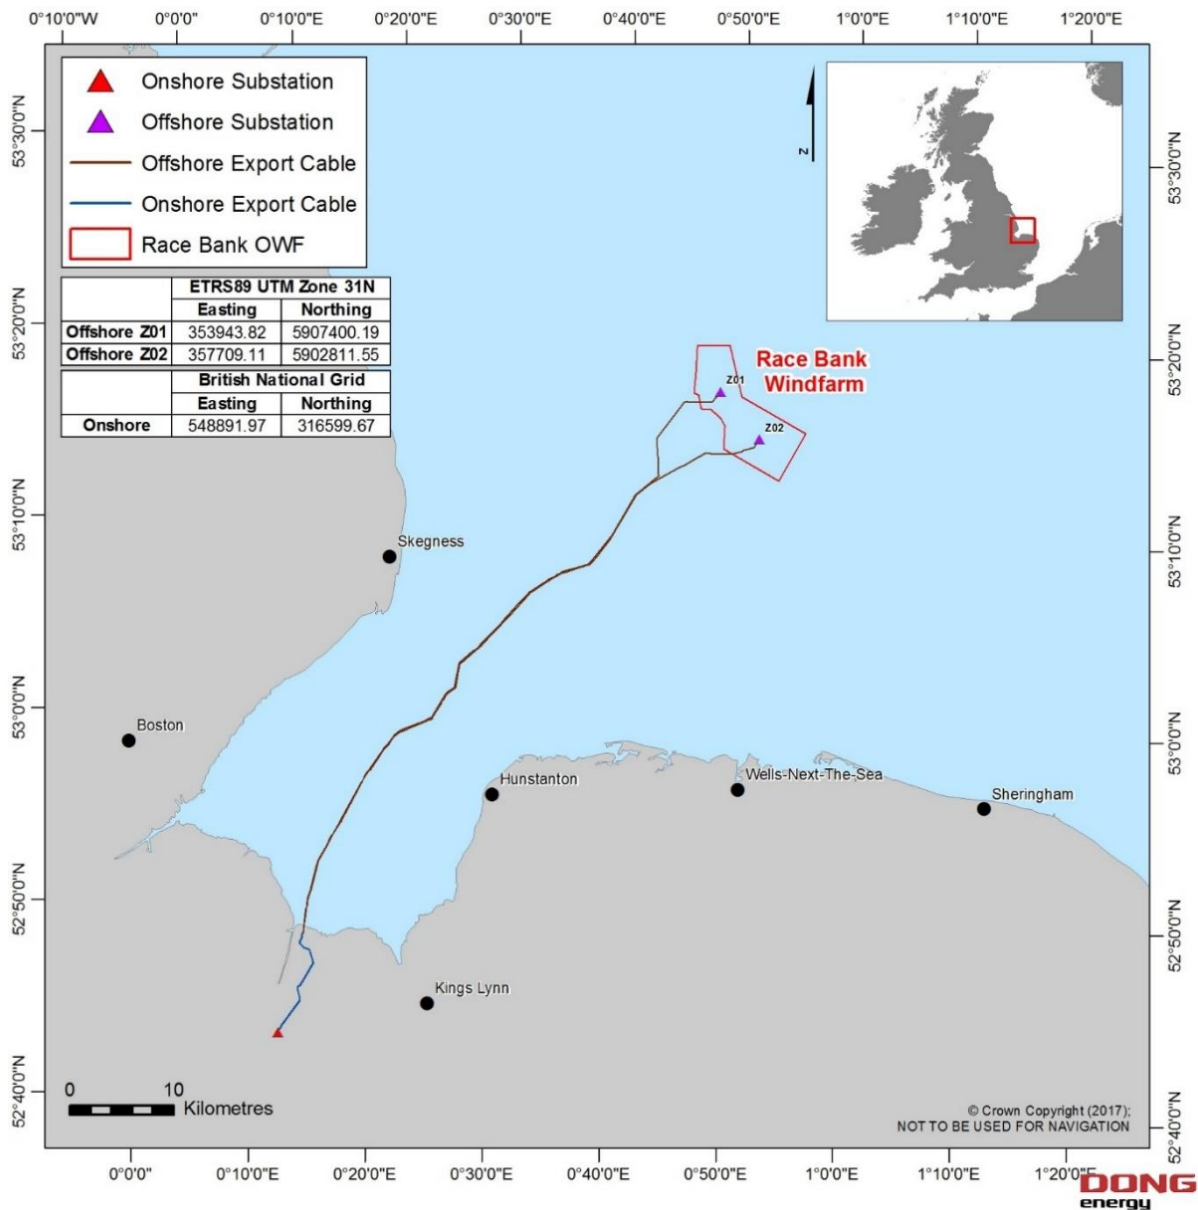 0°10'0"W 0°0'0" 0°10'0"E 0°20'0"E 0°30'0"E 0°40'0"E 0°50'0"E 1°0'0"E 1°10'0"E 1°20'0"E
Onshore Substation
Offshore Substation
Offshore Export Cable
Onshore Export Cable
Race Bank OWF
N
53°30'0"N
53°30'0"N
ETRS89 UTM Zone 31N
Easting Northing
Offshore Z01 353943.82 5907400.19
Offshore Z02 357709.11 5902811.55
British National Grid
Easting Northing
Onshore 548891.97 316599.67
53°20'0"N
53°20'0"N
Race Bank
Windfarm
Z01
Z02
53°10'0"N
53°10'0"N
Skegness
53°0'0"N
53°0'0"N
Boston
Hunstanton
Wells-Next-The-Sea
Sheringham
52°50'0"N
52°50'0"N
Kings Lynn
52°40'0"N
52°40'0"N
0 10
Kilometres
© Crown Copyright (2017);
NOT TO BE USED FOR NAVIGATION
0°0'0" 0°10'0"E 0°20'0"E 0°30'0"E 0°40'0"E 0°50'0"E 1°0'0"E 1°10'0"E 1°20'0"E
DONG
energy